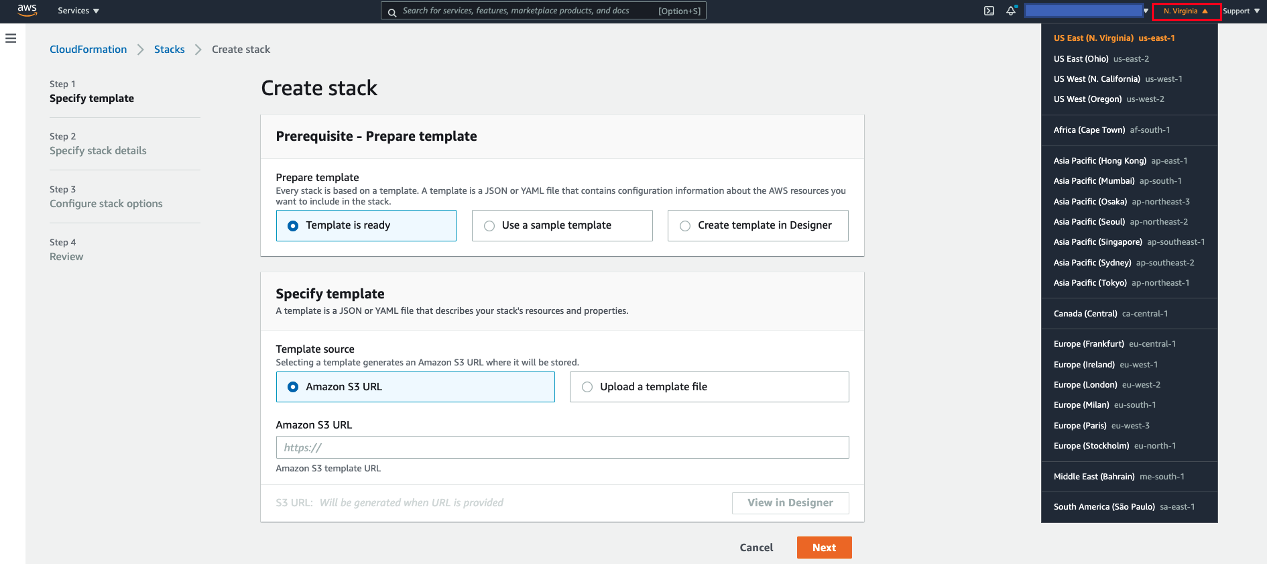 aws
Services
Search for services, features, marketplace products, and docs
[Option+S]
N. Virginia
Support
CloudFormation
Stacks
Create stack
Step 1
Specify template
Step 2
Specify stack details
Step 3
Configure stack options
Step 4
Review
Create stack
Prerequisite - Prepare template
Prepare template
Every stack is based on a template. A template is a JSON or YAML file that contains configuration information about the AWS resources you
want to include in the stack.
Template is ready
Use a sample template
Create template in Designer
Specify template
A template is a JSON or YAML file that describes your stack's resources and properties.
Template source
Selecting a template generates an Amazon S3 URL where it will be stored.
Amazon S3 URL
Upload a template file
Amazon S3 URL
https://
Amazon S3 template URL
S3 URL: Will be generated when URL is provided
View in Designer
Cancel
Next
US East (N. Virginia) us-east-1
US East (Ohio) us-east-2
US West (N. California) us-west-1
US West (Oregon) us-west-2
Africa (Cape Town) af-south-1
Asia Pacific (Hong Kong) ap-east-1
Asia Pacific (Mumbai) ap-south-1
Asia Pacific (Osaka) ap-northeast-3
Asia Pacific (Seoul) ap-northeast-2
Asia Pacific (Singapore) ap-southeast-1
Asia Pacific (Sydney) ap-southeast-2
Asia Pacific (Tokyo) ap-northeast-1
Canada (Central) ca-central-1
Europe (Frankfurt) eu-central-1
Europe (Ireland) eu-west-1
Europe (London) eu-west-2
Europe (Milan) eu-south-1
Europe (Paris) eu-west-3
Europe (Stockholm) eu-north-1
Middle East (Bahrain) me-south-1
South America (São Paulo) sa-east-1